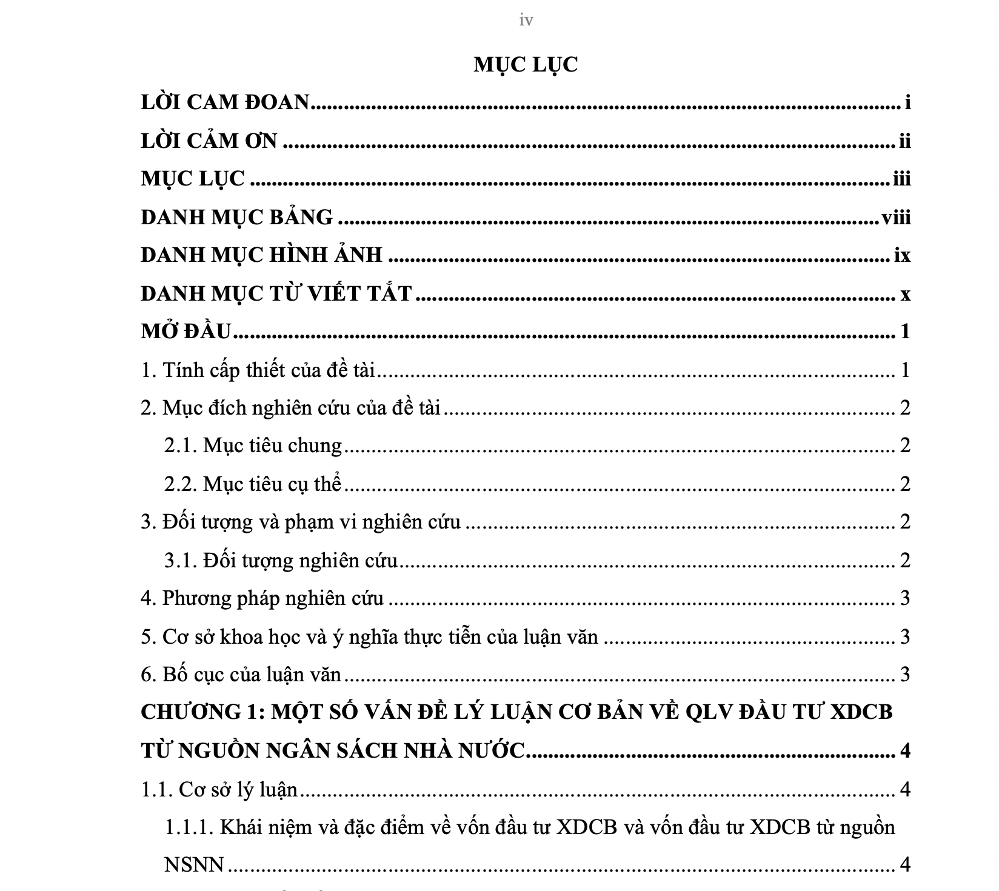 iv
MỤC LỤC
LỜI CAM ĐOAN........................................................................................................... i
LỜI CẢM ƠN ............................................................................................................... ii
MỤC LỤC .................................................................................................................... iii
DANH MỤC BẢNG .................................................................................................. viii
DANH MỤC HÌNH ẢNH ........................................................................................... ix
DANH MỤC TỪ VIẾT TẮT ....................................................................................... x
MỞ ĐẦU........................................................................................................................ 1
1. Tính cấp thiết của đề tài............................................................................................... 1
2. Mục đích nghiên cứu của đề tài................................................................................... 2
2.1. Mục tiêu chung..................................................................................................... 2
2.2. Mục tiêu cụ thể..................................................................................................... 2
3. Đối tượng và phạm vi nghiên cứu ............................................................................... 2
3.1. Đối tượng nghiên cứu........................................................................................... 2
4. Phương pháp nghiên cứu ............................................................................................. 3
5. Cơ sở khoa học và ý nghĩa thực tiễn của luận văn ...................................................... 3
6. Bố cục của luận văn..................................................................................................... 3
CHƯƠNG 1: MỘT SỐ VẤN ĐỀ LÝ LUẬN CƠ BẢN VỀ QLV ĐẦU TƯ XDCB
TỪ NGUỒN NGÂN SÁCH NHÀ NƯỚC................................................................... 4
1.1. Cơ sở lý luận............................................................................................................. 4
1.1.1. Khái niệm và đặc điểm về vốn đầu tư XDCB và vốn đầu tư XDCB từ nguồn
NSNN ............................................................................................................................. 4